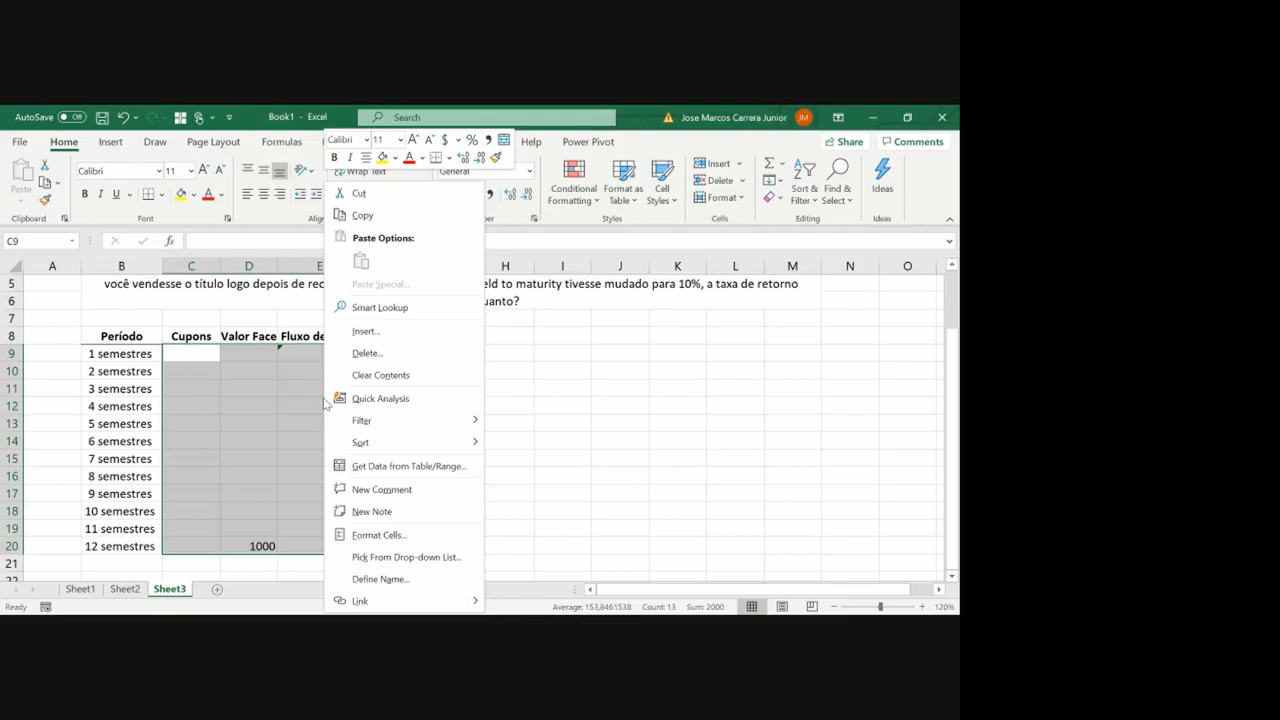 AutoSave Off Book1 - Excel Search Jose Marcos Carrera Junior JM
File Home Insert Draw Page Layout Formulas Help Power Pivot Share Comments
Calibri 11 $ % ,
B I A
Paste
Calibri 11 A A Wrap Text General
B I U A
Conditional Formatting Format as Table Cell Styles
Insert Delete Format
Sort & Filter Find & Select Ideas
Clipboard Font Styles Cells Editing Ideas
C9 fx
A B C D E H I J K L M N O
5 você vendesse o título logo depois de rec ield to maturity tivesse mudado para 10%, a taxa de retorno
6 uanto?
7
8 Período Cupons Valor Face Fluxo de
9 1 semestres
10 2 semestres
11 3 semestres
12 4 semestres
13 5 semestres
14 6 semestres
15 7 semestres
16 8 semestres
17 9 semestres
18 10 semestres
19 11 semestres
20 12 semestres 1000
21
22
Cut
Copy
Paste Options:
Paste Special...
Smart Lookup
Insert...
Delete...
Clear Contents
Quick Analysis
Filter
Sort
Get Data from Table/Range...
New Comment
New Note
Format Cells...
Pick From Drop-down List...
Define Name...
Link
Sheet1 Sheet2 Sheet3
Ready Average: 153,8461538 Count: 13 Sum: 2000 120%